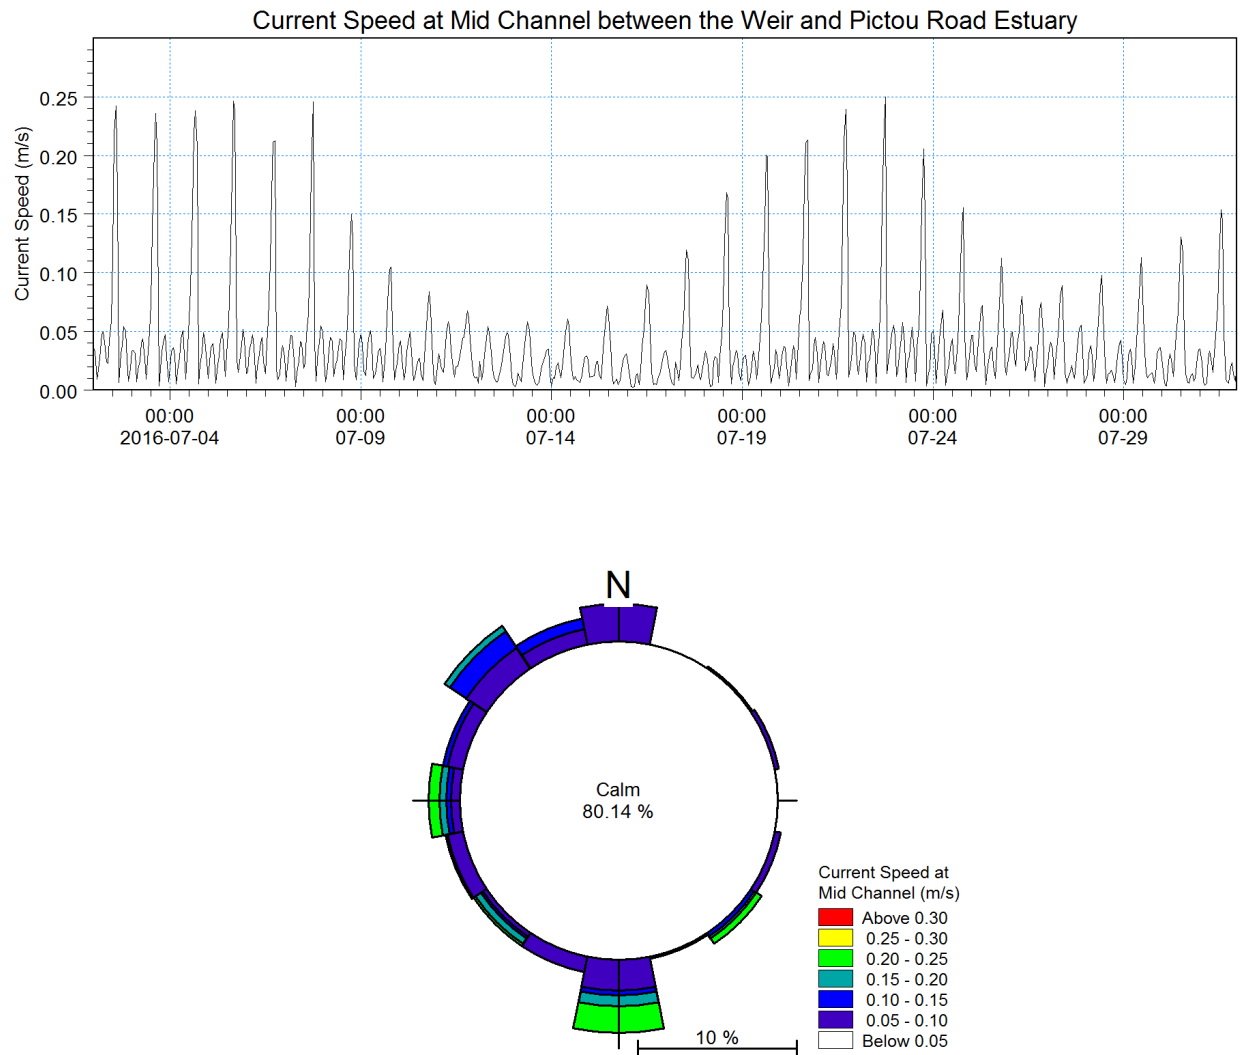 Current Speed at Mid Channel between the Weir and Pictou Road Estuary
Current Speed (m/s)
0.25
0.20
0.15
0.10
0.05
0.00
00:00 00:00 00:00 00:00 00:00 00:00
2016-07-04 07-09 07-14 07-19 07-24 07-29
N
Calm
80.14 %
Current Speed at
Mid Channel (m/s)
Above 0.30
0.25 - 0.30
0.20 - 0.25
0.15 - 0.20
0.10 - 0.15
0.05 - 0.10
Below 0.05
10 %